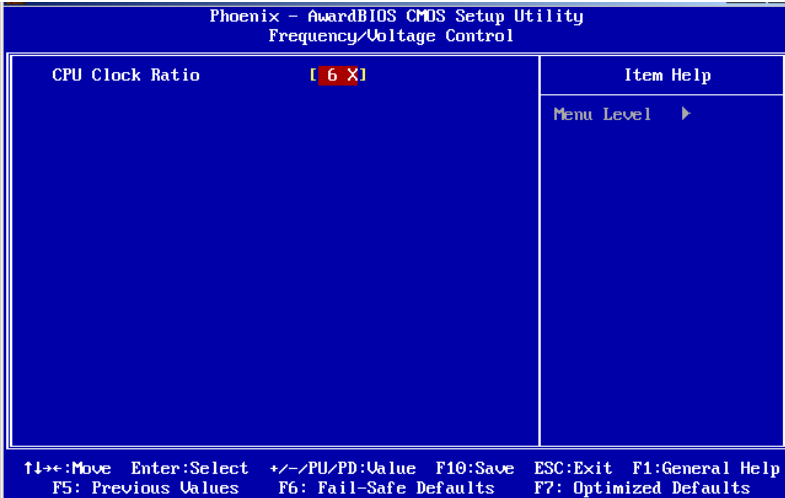 Phoenix - AwardBIOS CMOS Setup Utility
Frequency/Voltage Control
CPU Clock Ratio [ 6 X]
Item Help
Menu Level ▶
↑↓→←:Move Enter:Select +/-/PU/PD:Value F10:Save ESC:Exit F1:General Help
F5: Previous Values F6: Fail-Safe Defaults F7: Optimized Defaults